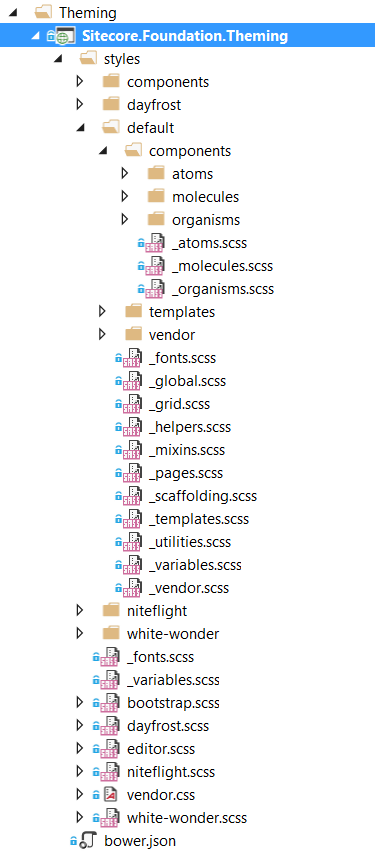 Theming
Sitecore.Foundation.Theming
styles
components
dayfrost
default
components
atoms
molecules
organisms
_atoms.scss
_molecules.scss
_organisms.scss
templates
vendor
_fonts.scss
_global.scss
_grid.scss
_helpers.scss
_mixins.scss
_pages.scss
_scaffolding.scss
_templates.scss
_utilities.scss
_variables.scss
_vendor.scss
niteflight
white-wonder
_fonts.scss
_variables.scss
bootstrap.scss
dayfrost.scss
editor.scss
niteflight.scss
vendor.css
white-wonder.scss
bower.json